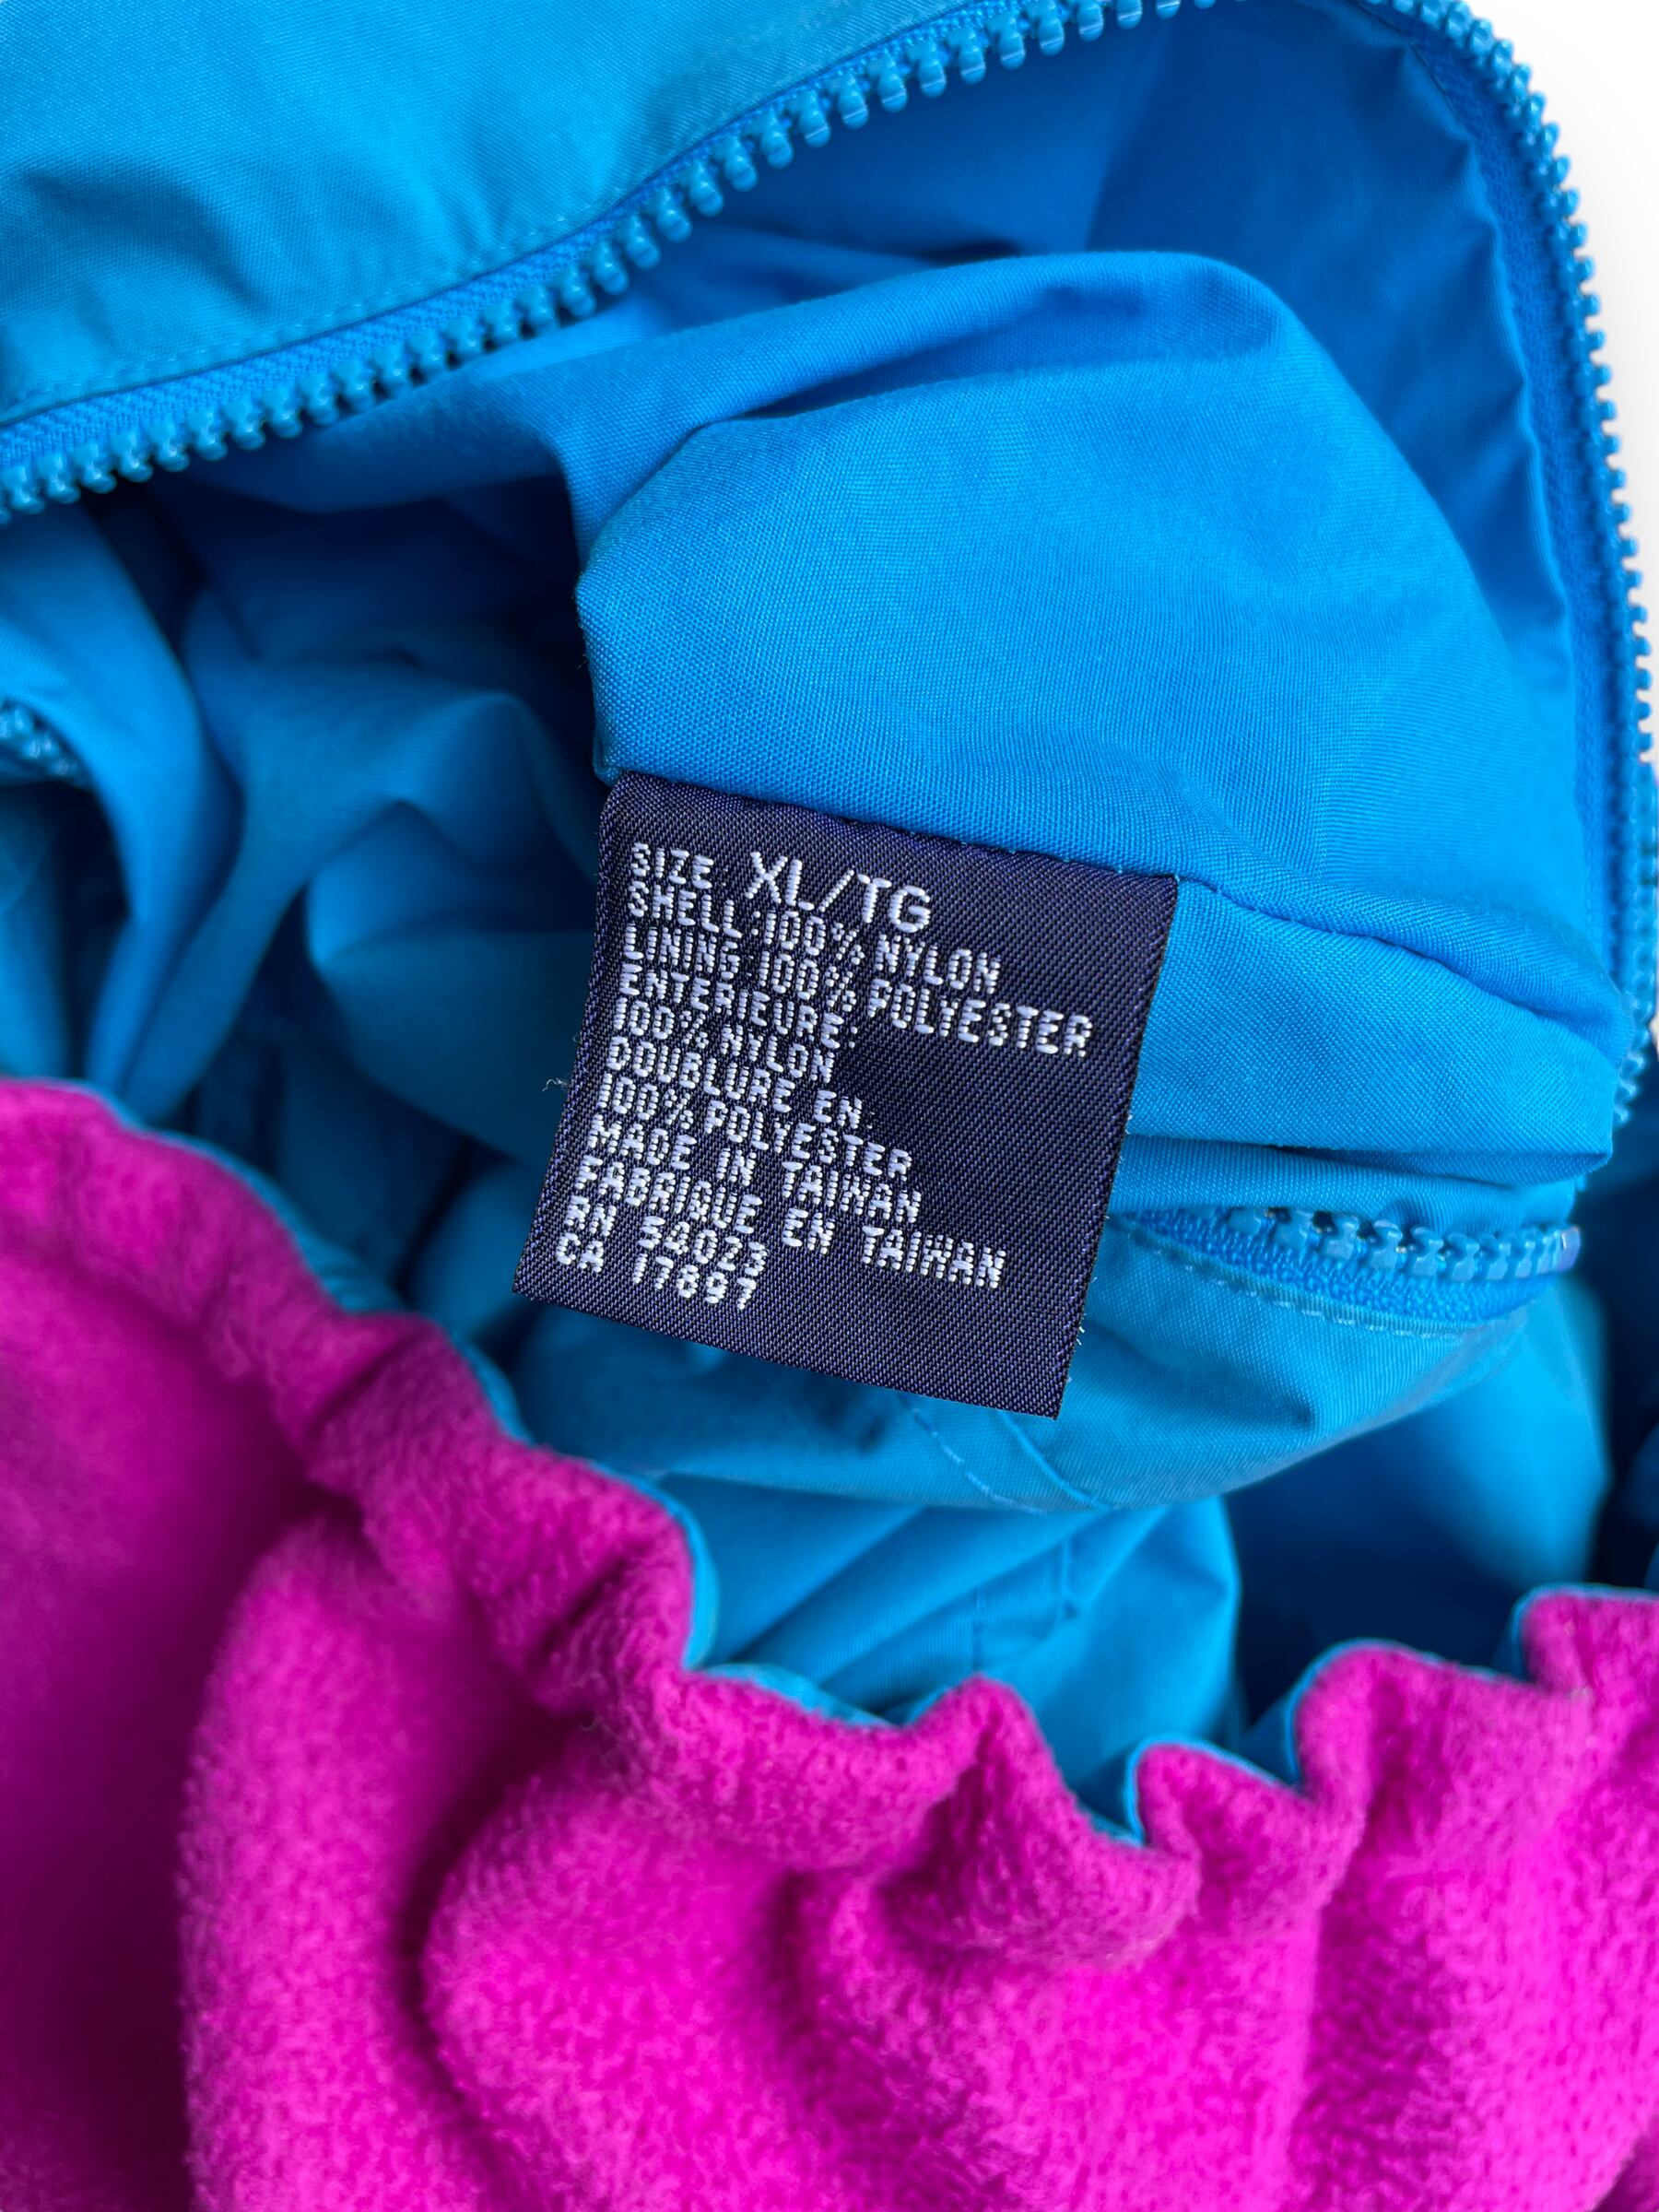 SIZE XL/TG
SHELL:100% NYLON
LINING:100% POLYESTER
ENTERIEURE:
100% NYLON
DOUBLURE EN:
100% POLYESTER
MADE IN TAIWAN
FABRIQUE EN TAIWAN
RN 54023
CA 17897